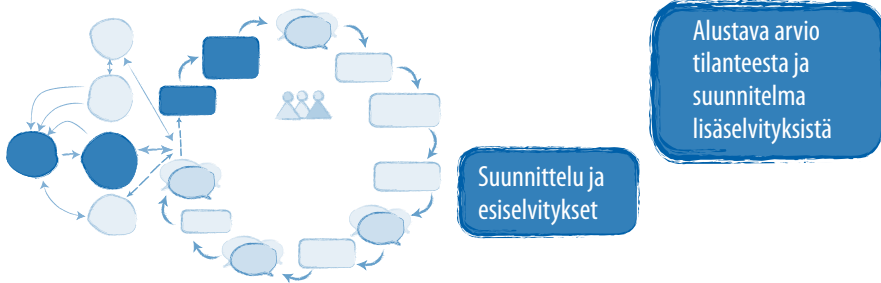 Alustava arvio
tilanteesta ja
suunnitelma
lisäselvityksistä
Suunnittelu ja
esiselvitykset